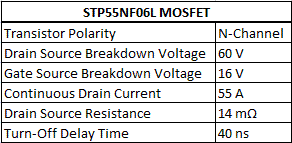 STP55NF06L MOSFET
Transistor Polarity N-Channel
Drain Source Breakdown Voltage 60 V
Gate Source Breakdown Voltage 16 V
Continuous Drain Current 55 A
Drain Source Resistance 14 mΩ
Turn-Off Delay Time 40 ns